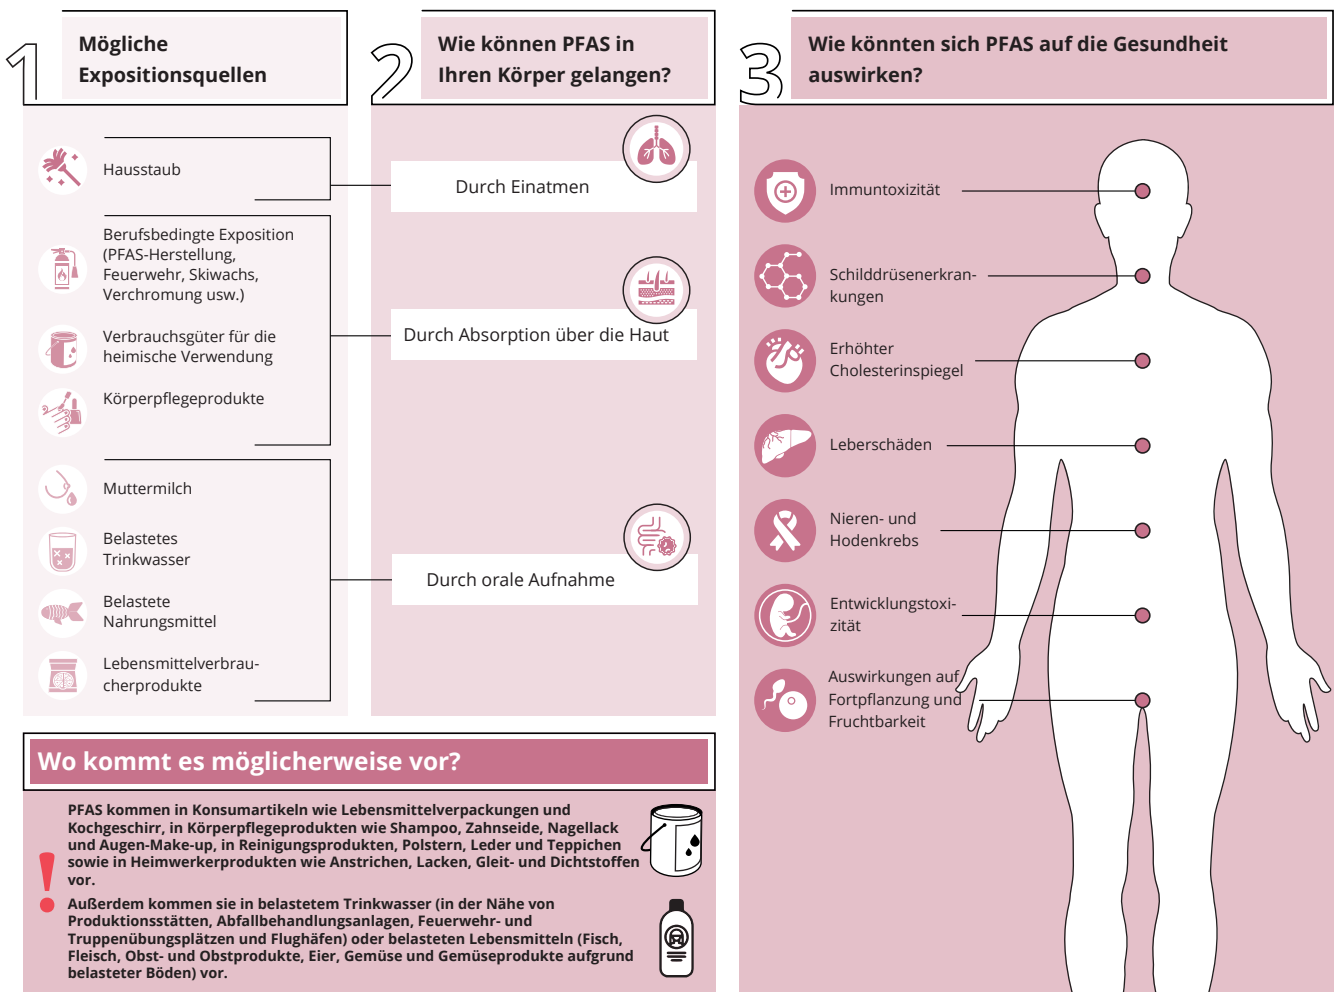 1
Mögliche
Expositionsquellen
Hausstaub
Berufsbedingte Exposition
(PFAS-Herstellung,
Feuerwehr, Skiwachs,
Verchromung usw.)
Verbrauchsgüter für die
heimische Verwendung
Körperpflegeprodukte
Muttermilch
Belastetes
Trinkwasser
Belastete
Nahrungsmittel
Lebensmittelverbrau-
cherprodukte
2
Wie können PFAS in
Ihren Körper gelangen?
Durch Einatmen
Durch Absorption über die Haut
Durch orale Aufnahme
3
Wie könnten sich PFAS auf die Gesundheit
auswirken?
Immuntoxizität
Schilddrüsenerkran-
kungen
Erhöhter
Cholesterinspiegel
Leberschäden
Nieren- und
Hodenkrebs
Entwicklungstoxi-
zität
Auswirkungen auf
Fortpflanzung und
Fruchtbarkeit
Wo kommt es möglicherweise vor?
!
PFAS kommen in Konsumartikeln wie Lebensmittelverpackungen und
Kochgeschirr, in Körperpflegeprodukten wie Shampoo, Zahnseide, Nagellack
und Augen-Make-up, in Reinigungsprodukten, Polstern, Leder und Teppichen
sowie in Heimwerkerprodukten wie Anstrichen, Lacken, Gleit- und Dichtstoffen
vor.
Außerdem kommen sie in belastetem Trinkwasser (in der Nähe von
Produktionsstätten, Abfallbehandlungsanlagen, Feuerwehr- und
Truppenübungsplätzen und Flughäfen) oder belasteten Lebensmitteln (Fisch,
Fleisch, Obst- und Obstprodukte, Eier, Gemüse und Gemüseprodukte aufgrund
belasteter Böden) vor.